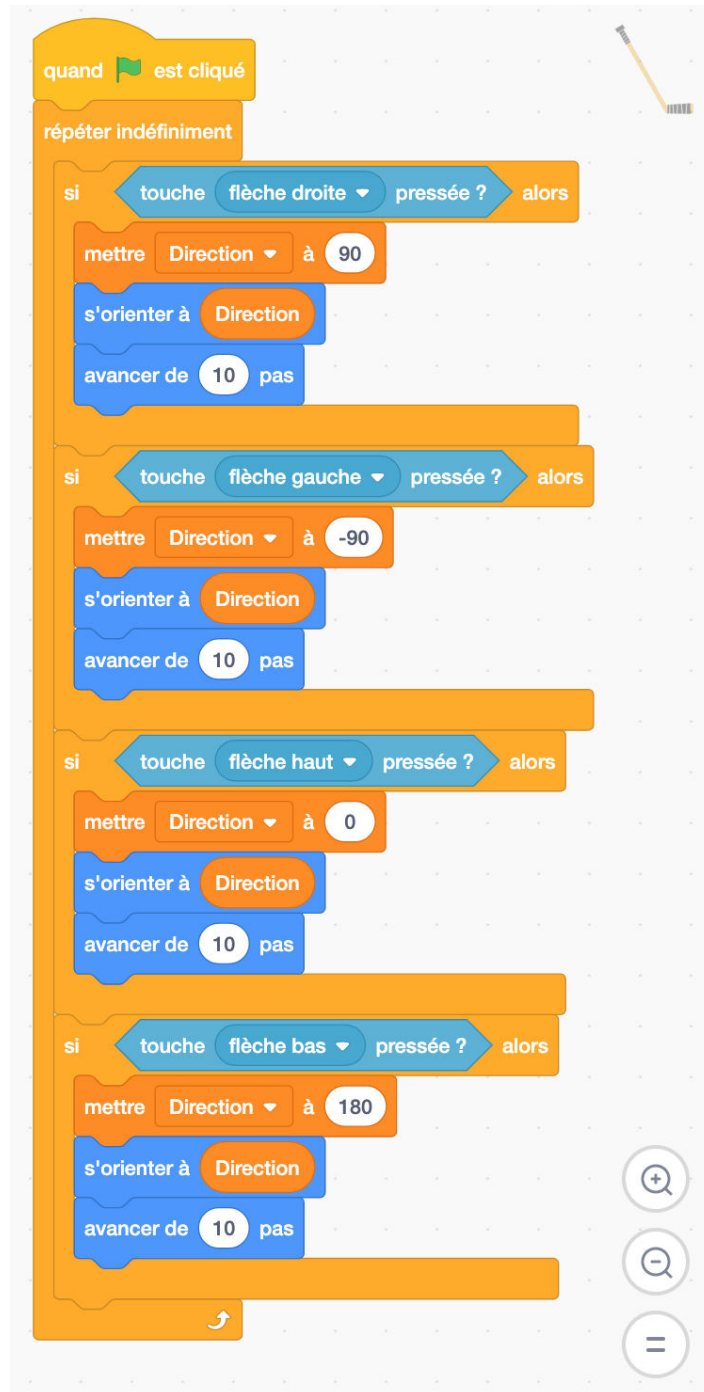 quand est cliqué
répéter indéfiniment
si touche flèche droite pressée ? alors
mettre Direction à 90
s'orienter à Direction
avancer de 10 pas
si touche flèche gauche pressée ? alors
mettre Direction à -90
s'orienter à Direction
avancer de 10 pas
si touche flèche haut pressée ? alors
mettre Direction à 0
s'orienter à Direction
avancer de 10 pas
si touche flèche bas pressée ? alors
mettre Direction à 180
s'orienter à Direction
avancer de 10 pas